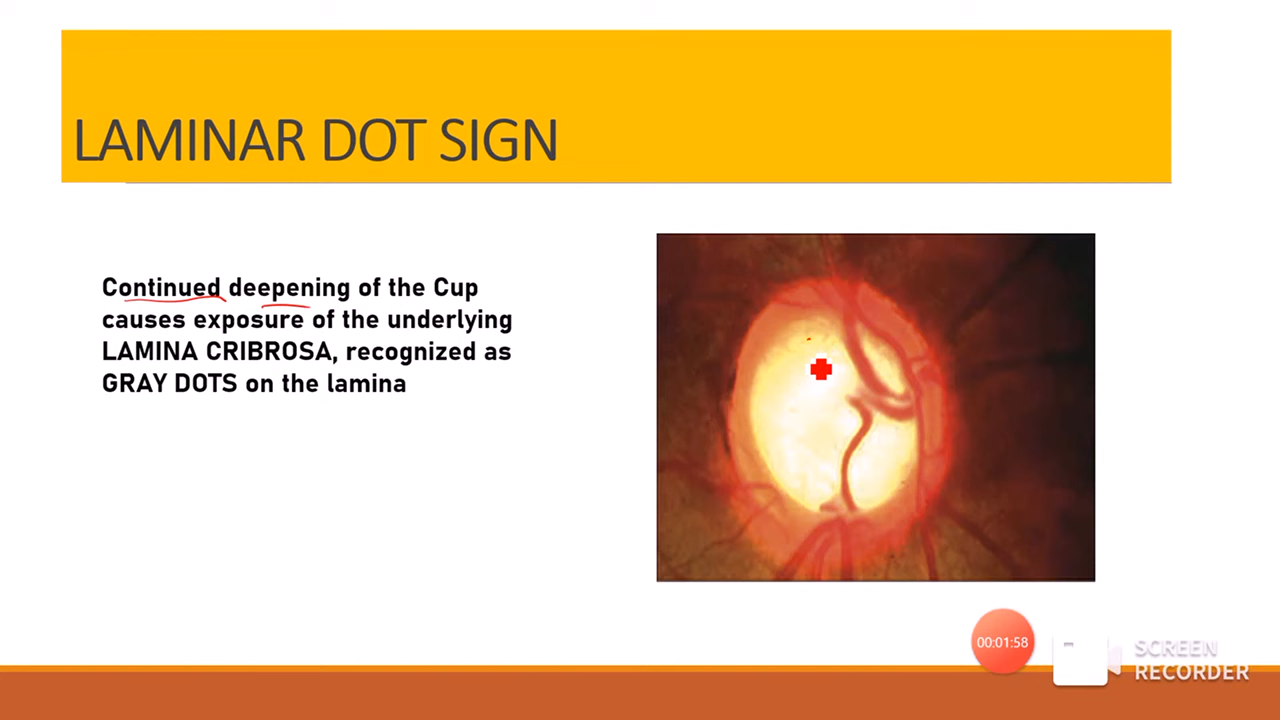 LAMINAR DOT SIGN
Continued deepening of the Cup
causes exposure of the underlying
LAMINA CRIBROSA, recognized as
GRAY DOTS on the lamina
00:01:58
SCREEN
RECORDER